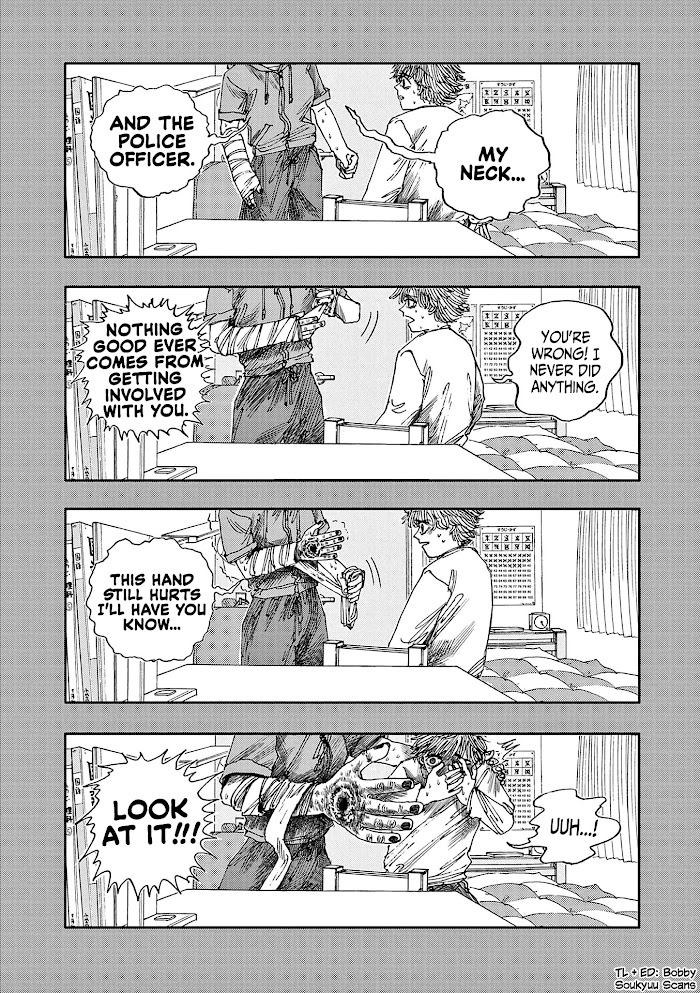 AND THE
POLICE
OFFICER.
MY
NECK...
NOTHING
GOOD EVER
COMES FROM
GETTING
INVOLVED
WITH YOU.
YOU'RE
WRONG! I
NEVER DID
ANYTHING.
THIS HAND
STILL HURTS
I'LL HAVE YOU
KNOW...
LOOK
AT IT!!!
UUH...!
TL + ED: Bobby
Soukyuu Scans